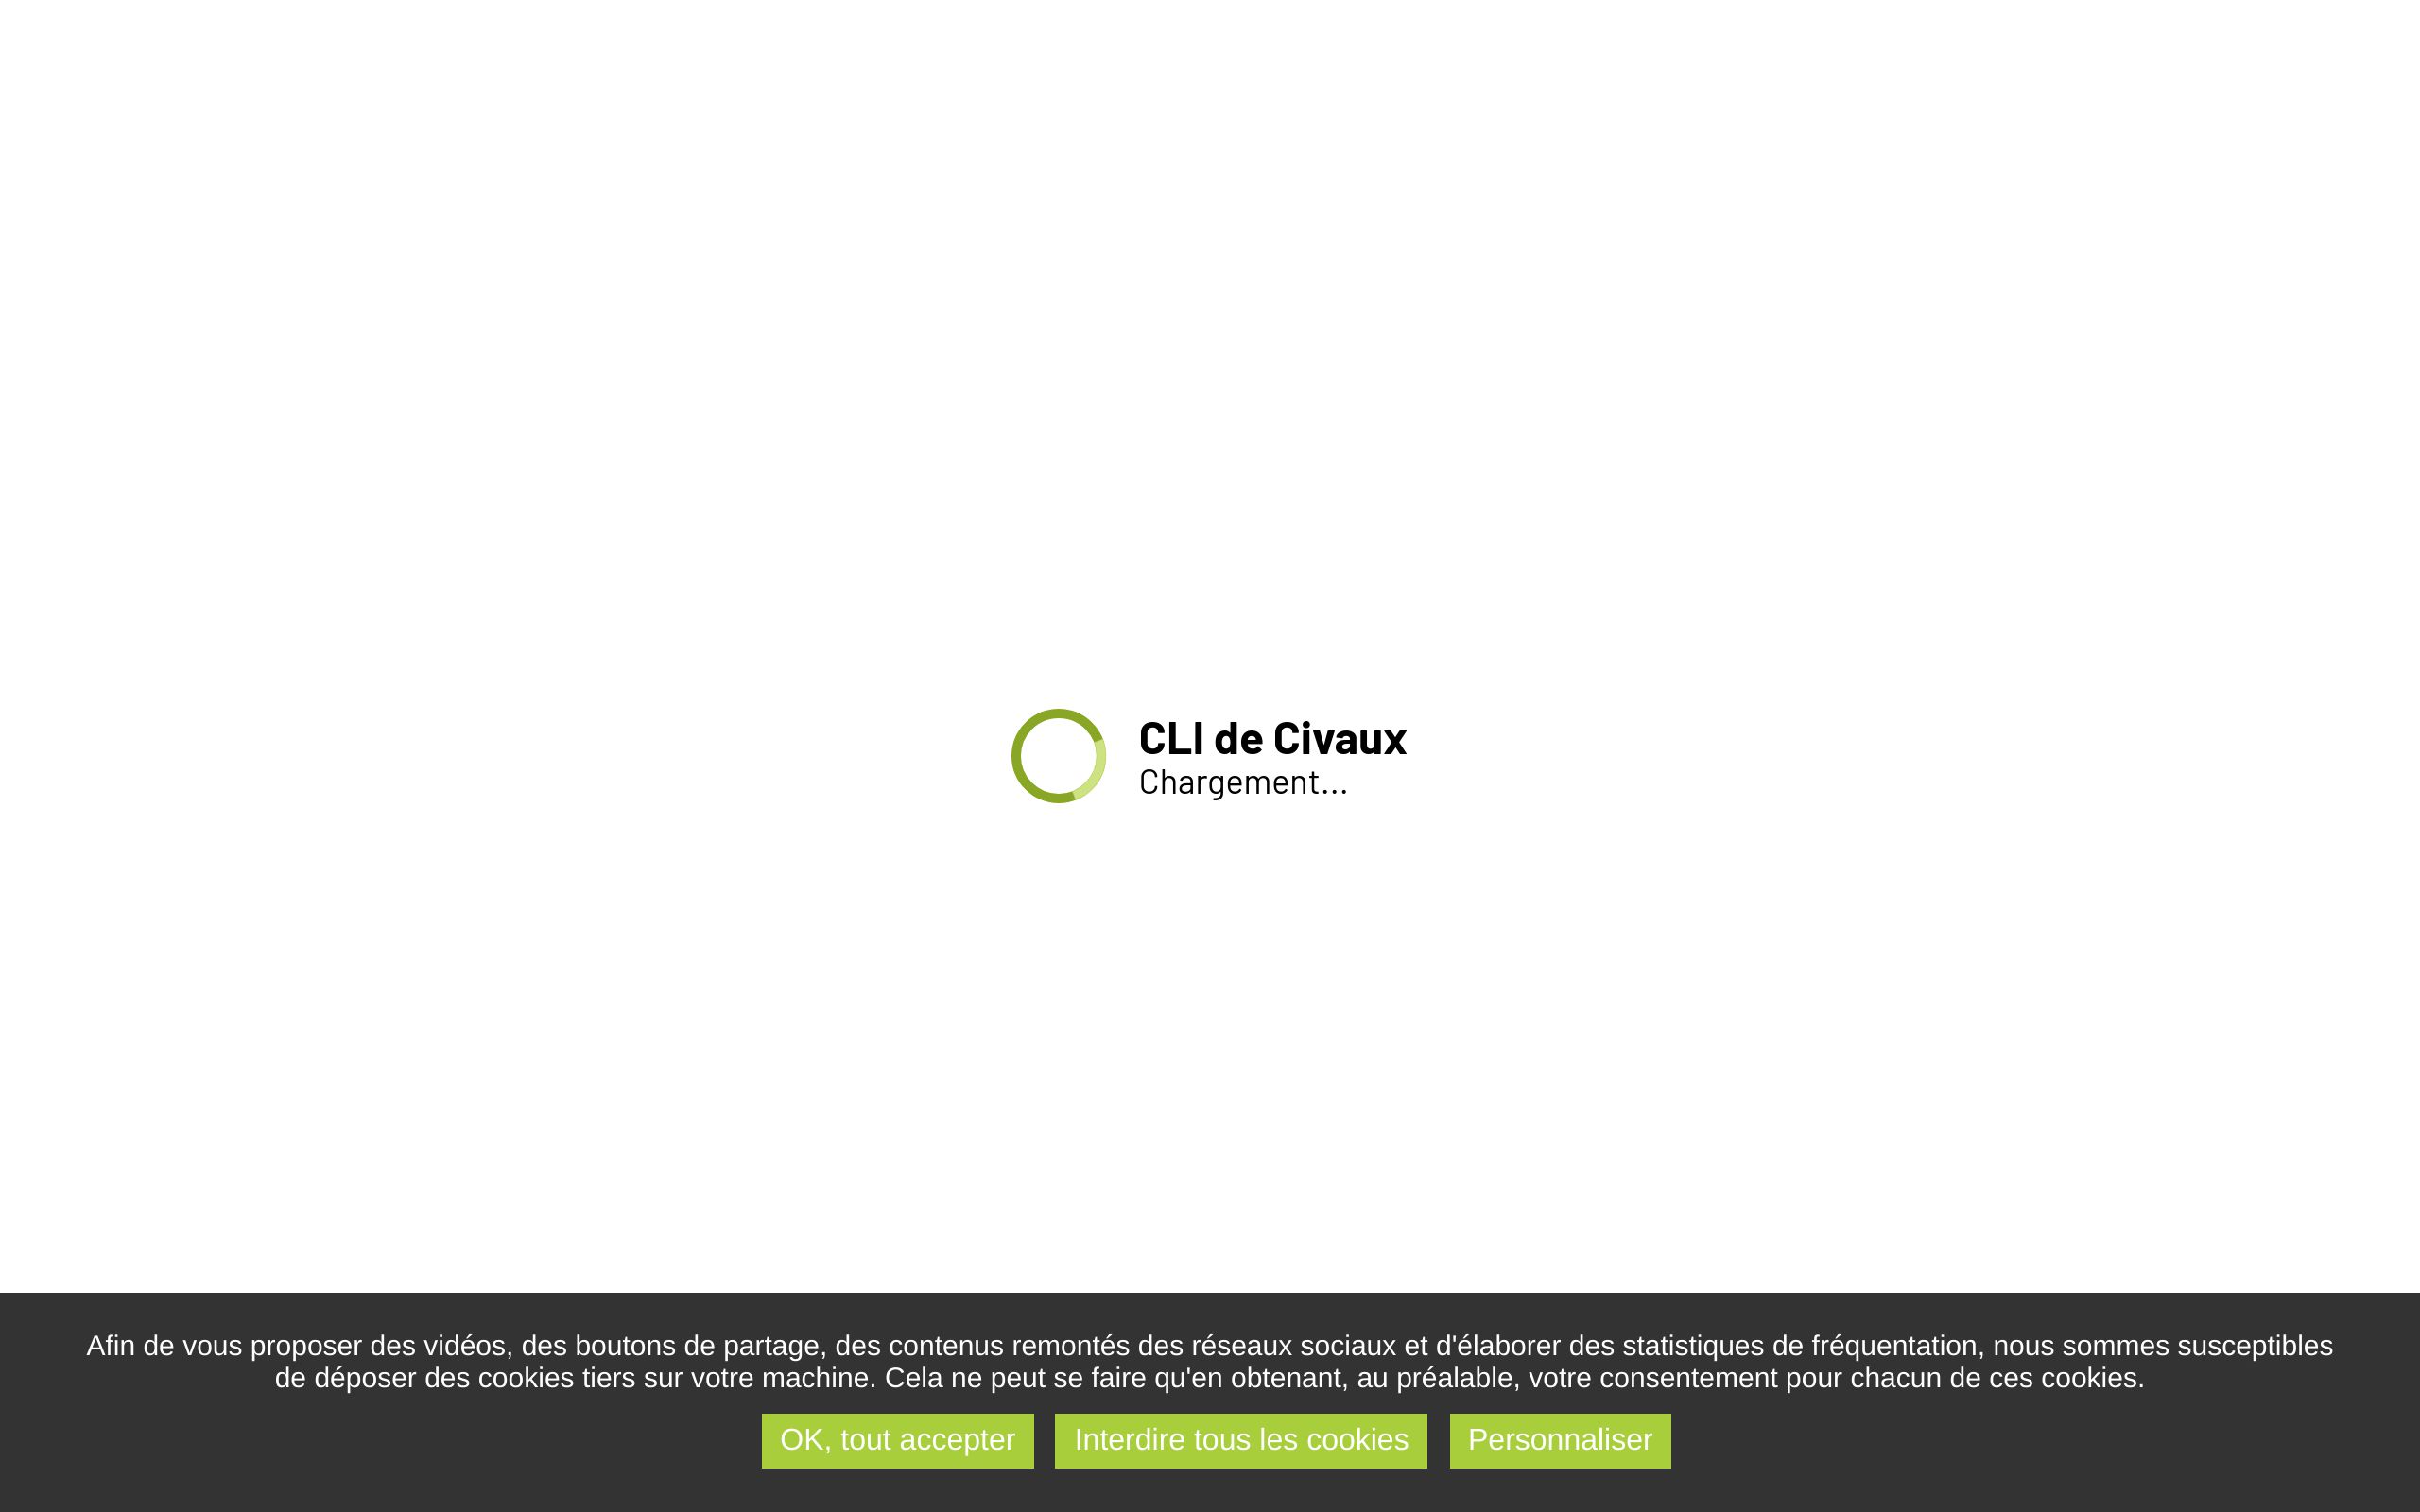 CLI de Civaux
Chargement...
Afin de vous proposer des vidéos, des boutons de partage, des contenus remontés des réseaux sociaux et d'élaborer des statistiques de fréquentation, nous sommes susceptibles
de déposer des cookies tiers sur votre machine. Cela ne peut se faire qu'en obtenant, au préalable, votre consentement pour chacun de ces cookies.
OK, tout accepter
Interdire tous les cookies
Personnaliser